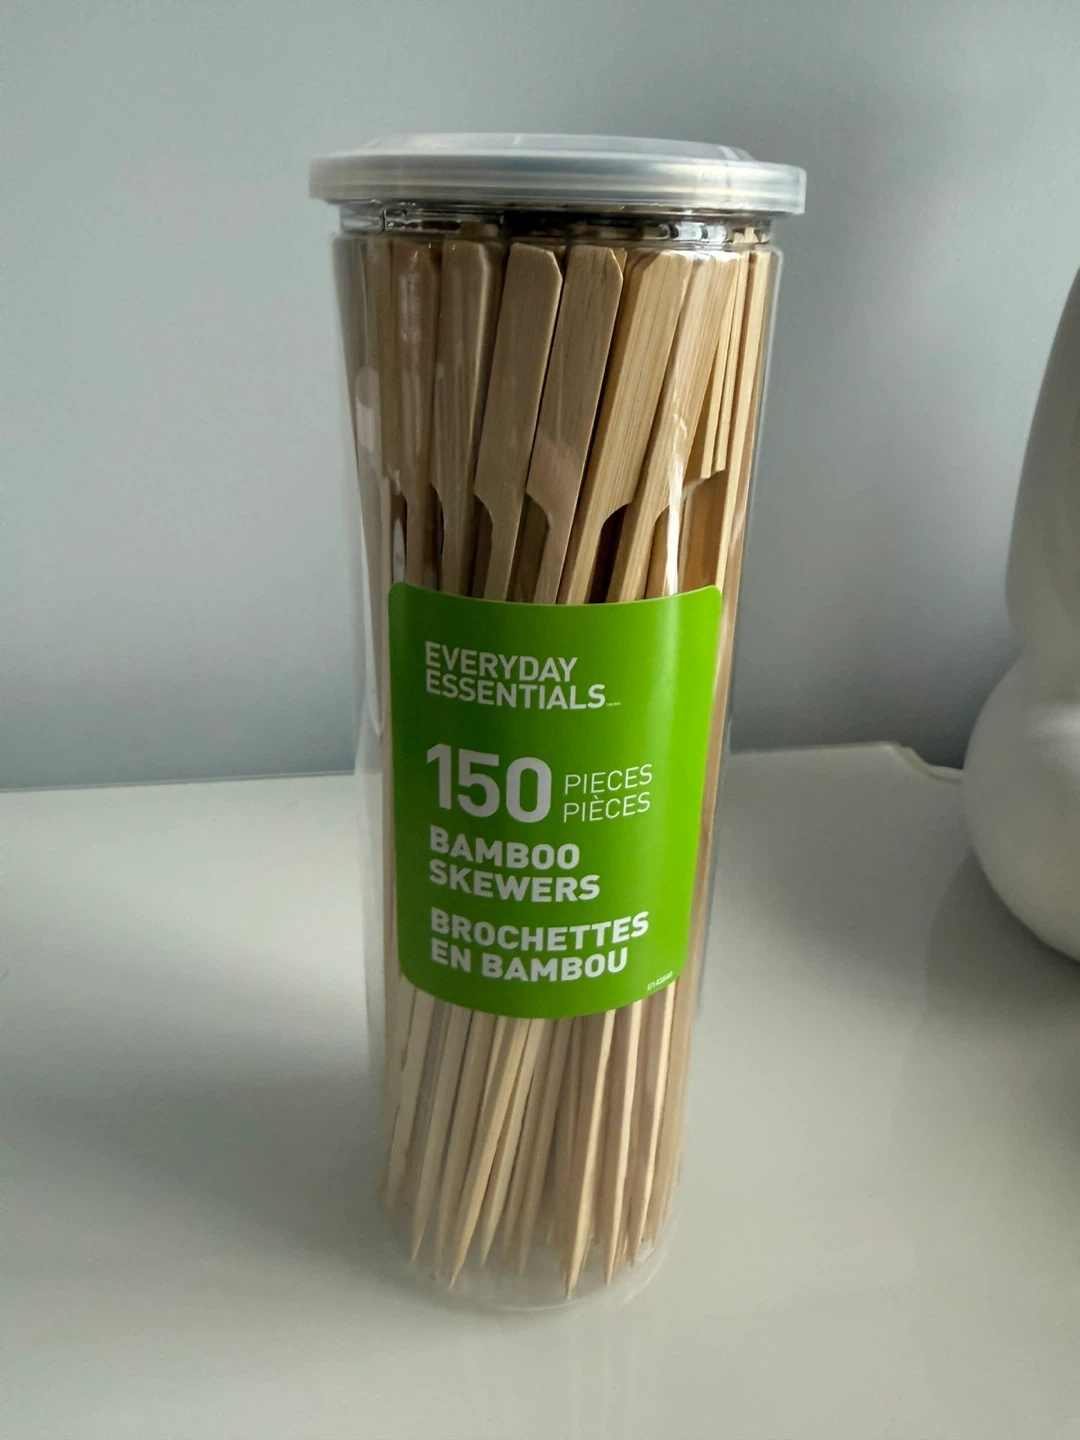 EVERYDAY
ESSENTIALS
150 PIECES
PIÈCES
BAMBOO
SKEWERS
BROCHETTES
EN BAMBOU